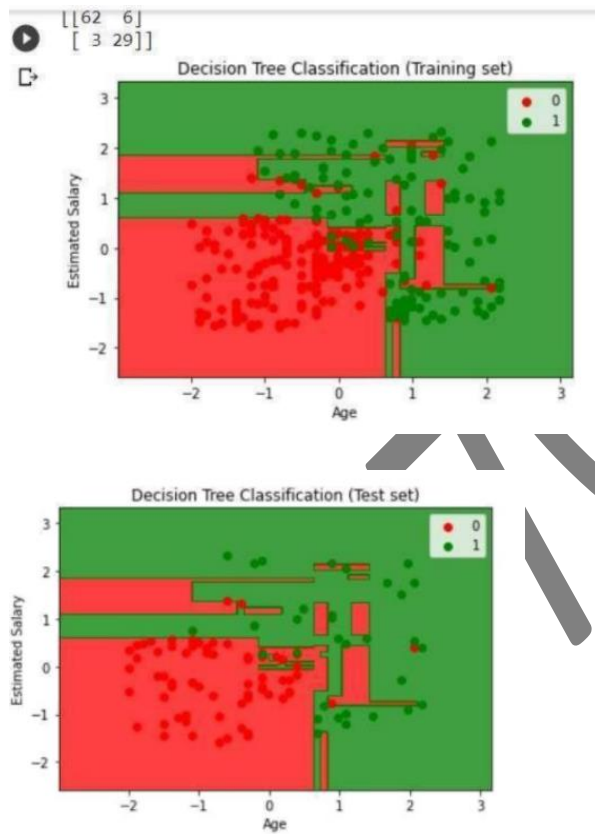 [[62 6]
[ 3 29]]
Decision Tree Classification (Training set)
0
1
3
2
1
0
−1
−2
Estimated Salary
−2 −1 0 1 2 3
Age
Decision Tree Classification (Test set)
0
1
3
2
1
0
−1
−2
Estimated Salary
−2 −1 0 1 2 3
Age